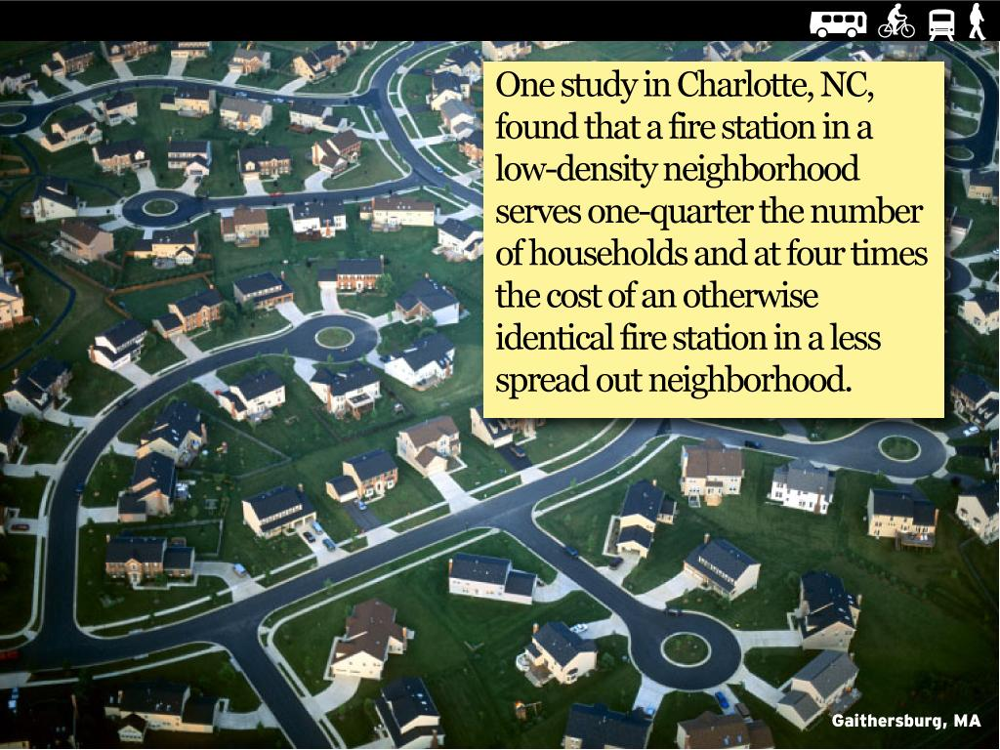 One study in Charlotte, NC,
found that a fire station in a
low-density neighborhood
serves one-quarter the number
of households and at four times
the cost of an otherwise
identical fire station in a less
spread out neighborhood.
Gaithersburg, MA